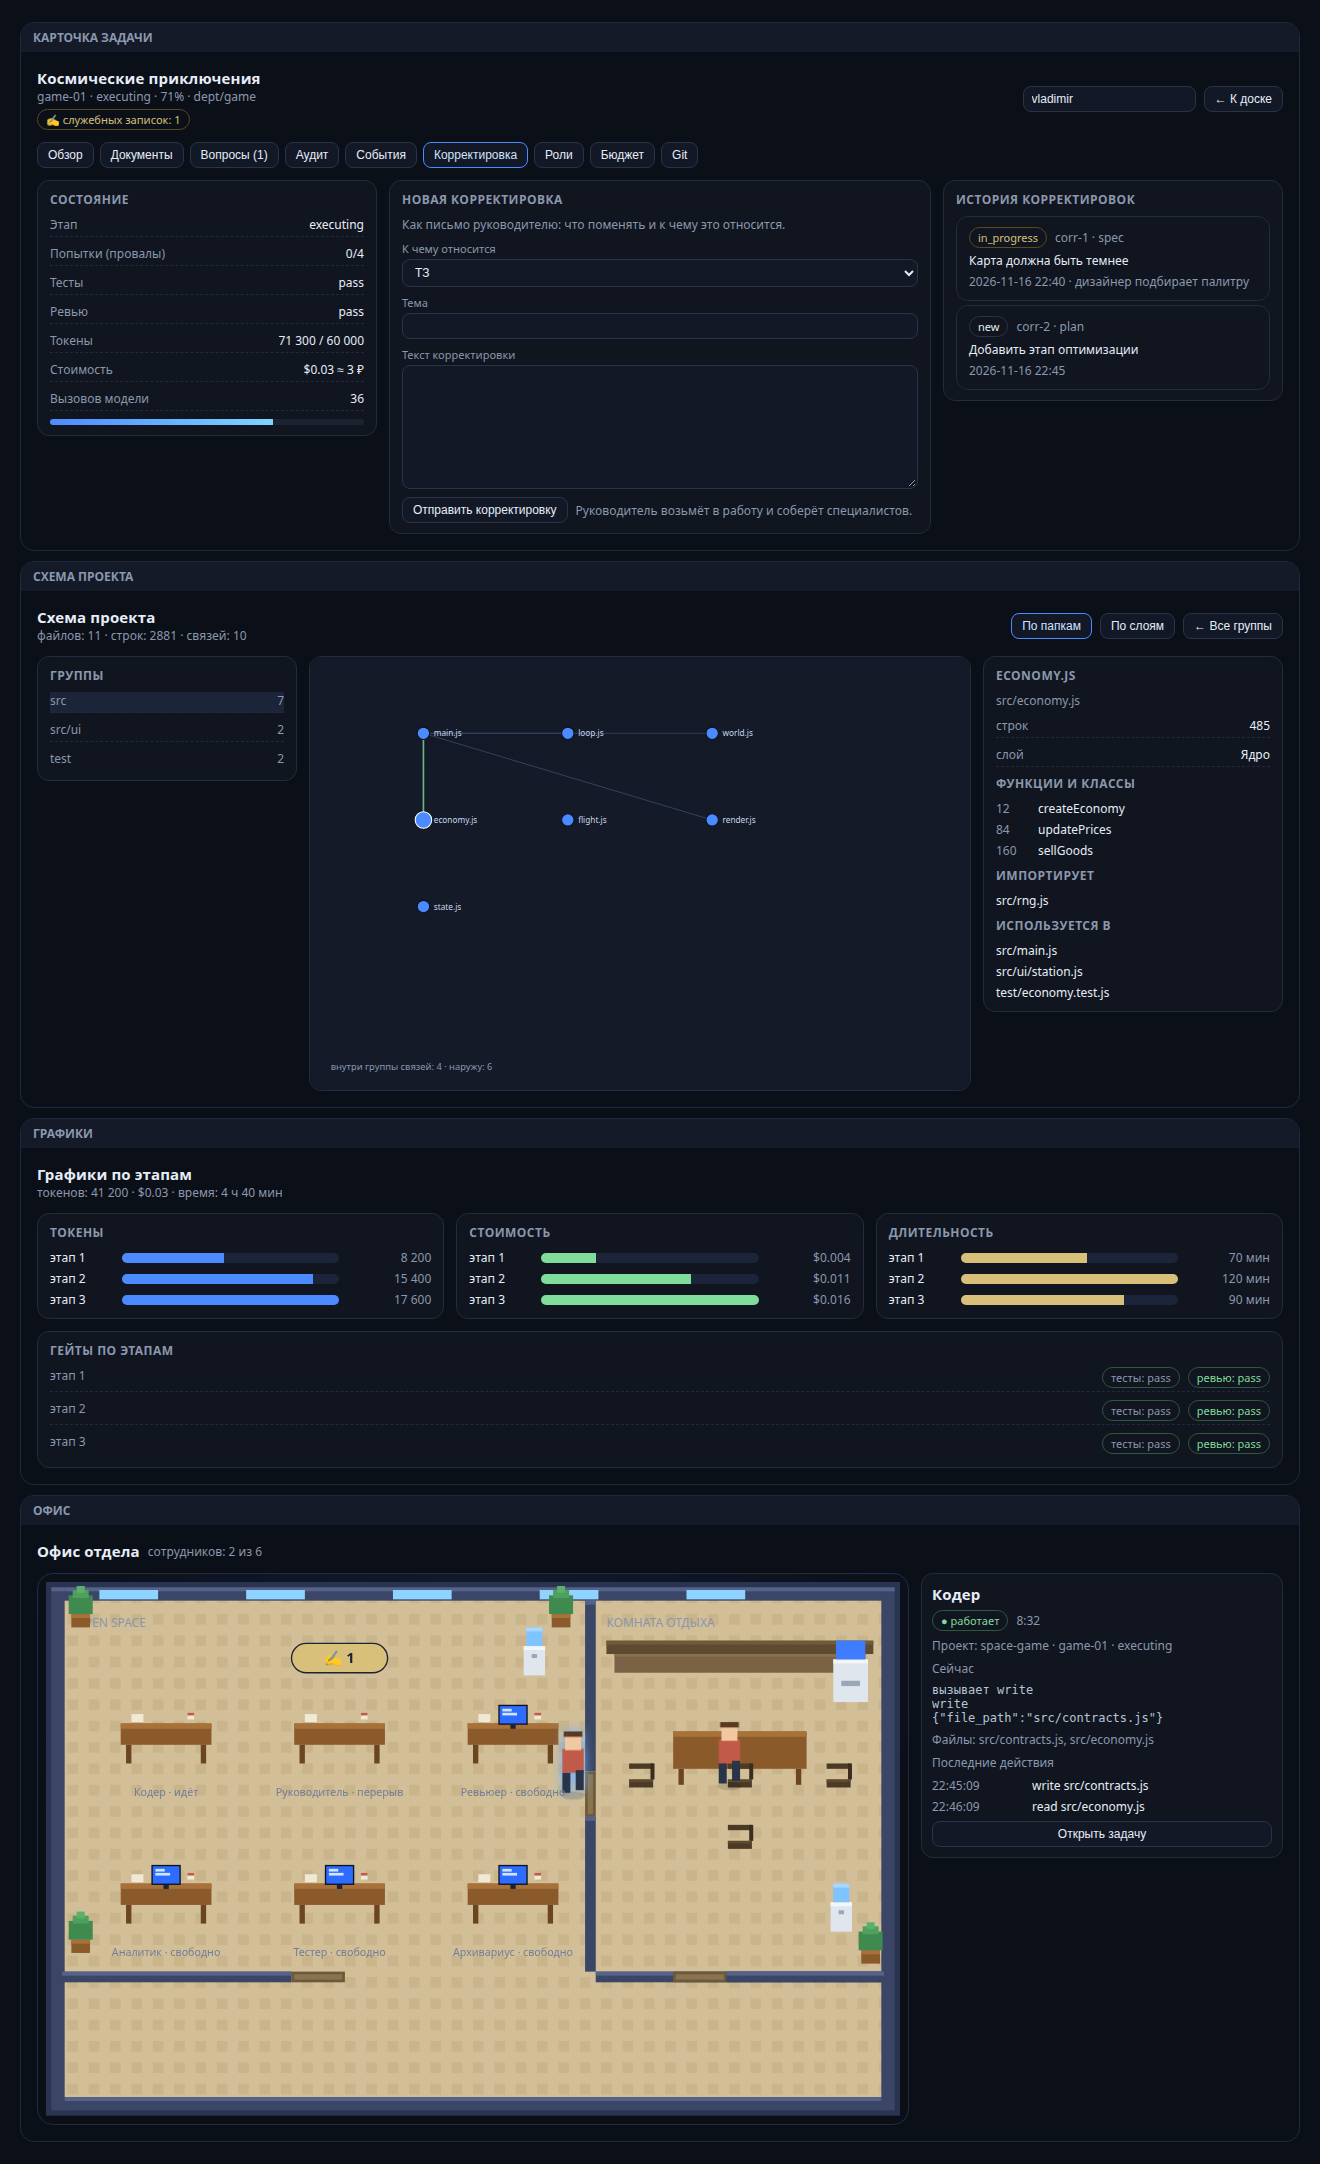 КАРТОЧКА ЗАДАЧИ
Космические приключения
game-01 · executing · 71% · dept/game
✍ служебных записок: 1
vladimir
← К доске
Обзор
Документы
Вопросы (1)
Аудит
События
Корректировка
Роли
Бюджет
Git
СОСТОЯНИЕ
Этап executing
Попытки (провалы) 0/4
Тесты pass
Ревью pass
Токены 71 300 / 60 000
Стоимость $0.03 ≈ 3 ₽
Вызовов модели 36
НОВАЯ КОРРЕКТИРОВКА
Как письмо руководителю: что поменять и к чему это относится.
К чему относится
ТЗ
Тема
Текст корректировки
Отправить корректировку
Руководитель возьмёт в работу и соберёт специалистов.
ИСТОРИЯ КОРРЕКТИРОВОК
in_progress corr-1 · spec
Карта должна быть темнее
2026-11-16 22:40 · дизайнер подбирает палитру
new corr-2 · plan
Добавить этап оптимизации
2026-11-16 22:45
СХЕМА ПРОЕКТА
Схема проекта
файлов: 11 · строк: 2881 · связей: 10
По папкам
По слоям
← Все группы
ГРУППЫ
src 7
src/ui 2
test 2
main.js
loop.js
world.js
economy.js
flight.js
render.js
state.js
внутри группы связей: 4 · наружу: 6
ECONOMY.JS
src/economy.js
строк 485
слой Ядро
ФУНКЦИИ И КЛАССЫ
12 createEconomy
84 updatePrices
160 sellGoods
ИМПОРТИРУЕТ
src/rng.js
ИСПОЛЬЗУЕТСЯ В
src/main.js
src/ui/station.js
test/economy.test.js
ГРАФИКИ
Графики по этапам
токенов: 41 200 · $0.03 · время: 4 ч 40 мин
ТОКЕНЫ
этап 1 8 200
этап 2 15 400
этап 3 17 600
СТОИМОСТЬ
этап 1 $0.004
этап 2 $0.011
этап 3 $0.016
ДЛИТЕЛЬНОСТЬ
этап 1 70 мин
этап 2 120 мин
этап 3 90 мин
ГЕЙТЫ ПО ЭТАПАМ
этап 1 тесты: pass ревью: pass
этап 2 тесты: pass ревью: pass
этап 3 тесты: pass ревью: pass
ОФИС
Офис отдела сотрудников: 2 из 6
PEN SPACE
КОМНАТА ОТДЫХА
✍ 1
Кодер · идёт
Руководитель · перерыв
Ревьюер · свободно
Аналитик · свободно
Тестер · свободно
Архивариус · свободно
Кодер
● работает 8:32
Проект: space-game · game-01 · executing
Сейчас
вызывает write
write
{"file_path":"src/contracts.js"}
Файлы: src/contracts.js, src/economy.js
Последние действия
22:45:09 write src/contracts.js
22:46:09 read src/economy.js
Открыть задачу